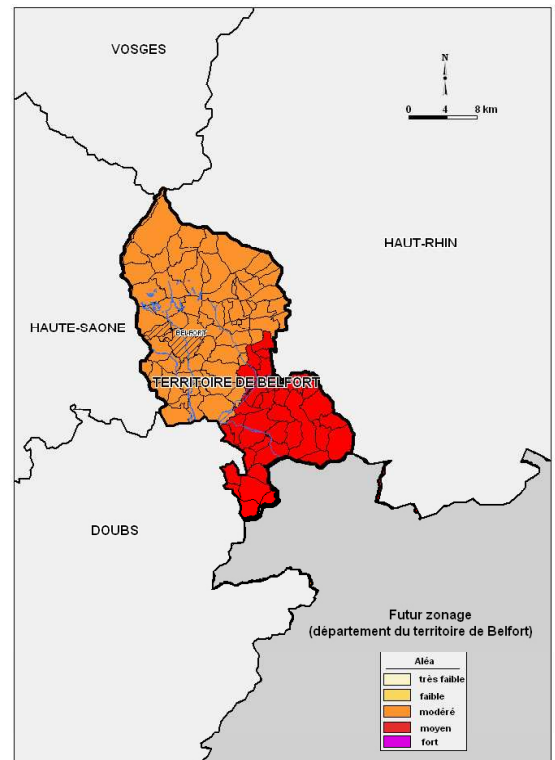 VOSGES
N
0 4 8 km
HAUT-RHIN
HAUTE-SAONE
BELFORT
TERRITOIRE DE BELFORT
DOUBS
Futur zonage
(département du territoire de Belfort)
Aléa
très faible
faible
modéré
moyen
fort